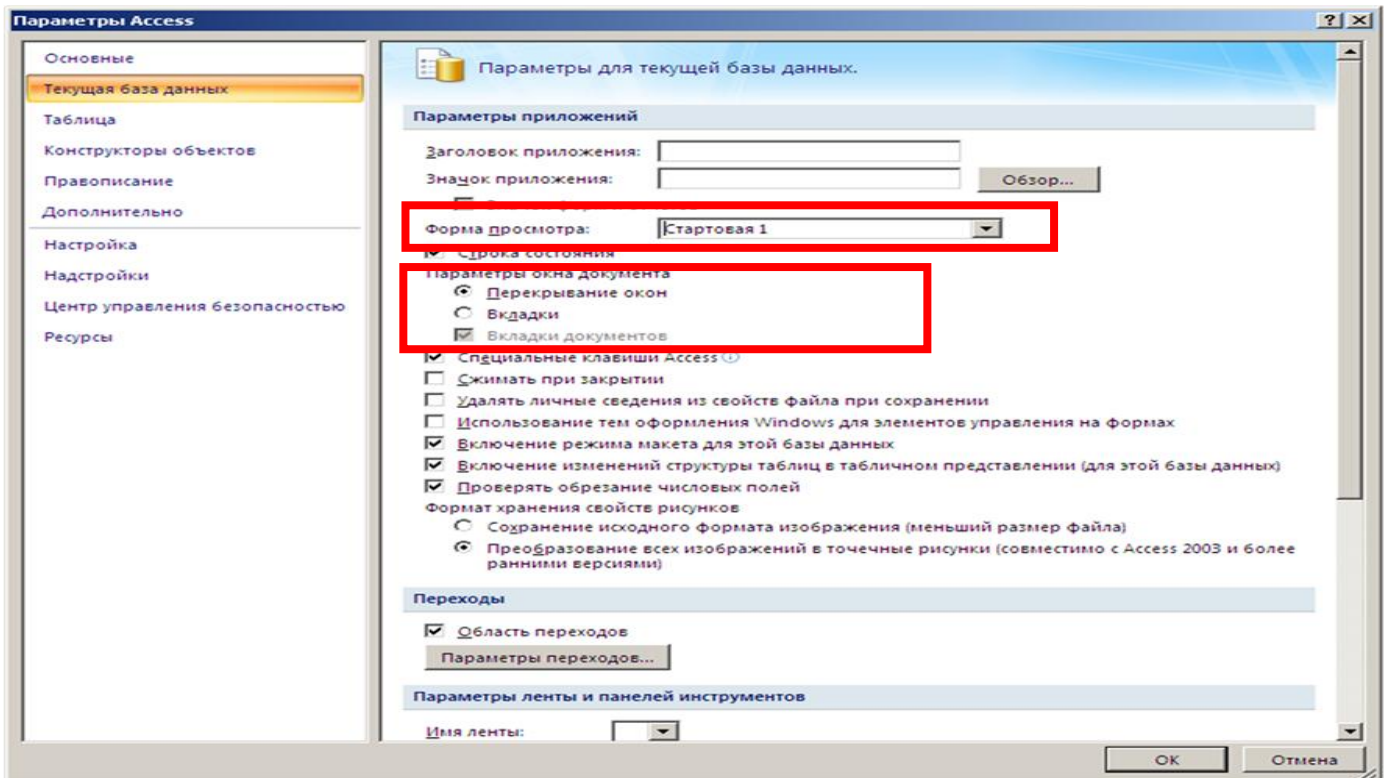 Параметры Access
Основные
Текущая база данных
Таблица
Конструкторы объектов
Правописание
Дополнительно
Настройка
Надстройки
Центр управления безопасностью
Ресурсы
Параметры для текущей базы данных.
Параметры приложений
Заголовок приложения:
Значок приложения:
Обзор...
Форма просмотра:
Стартовая 1
Строка состояния
Параметры окна документа
Перекрывание окон
Вкладки
Вкладки документов
Специальные клавиши Access
Сжимать при закрытии
Удалять личные сведения из свойств файла при сохранении
Использование тем оформления Windows для элементов управления на формах
Включение режима макета для этой базы данных
Включение изменений структуры таблиц в табличном представлении (для этой базы данных)
Проверять обрезание числовых полей
Формат хранения свойств рисунков
Сохранение исходного формата изображения (меньший размер файла)
Преобразование всех изображений в точечные рисунки (совместимо с Access 2003 и более
ранними версиями)
Переходы
Область переходов
Параметры переходов...
Параметры ленты и панелей инструментов
Имя ленты:
ОК
Отмена